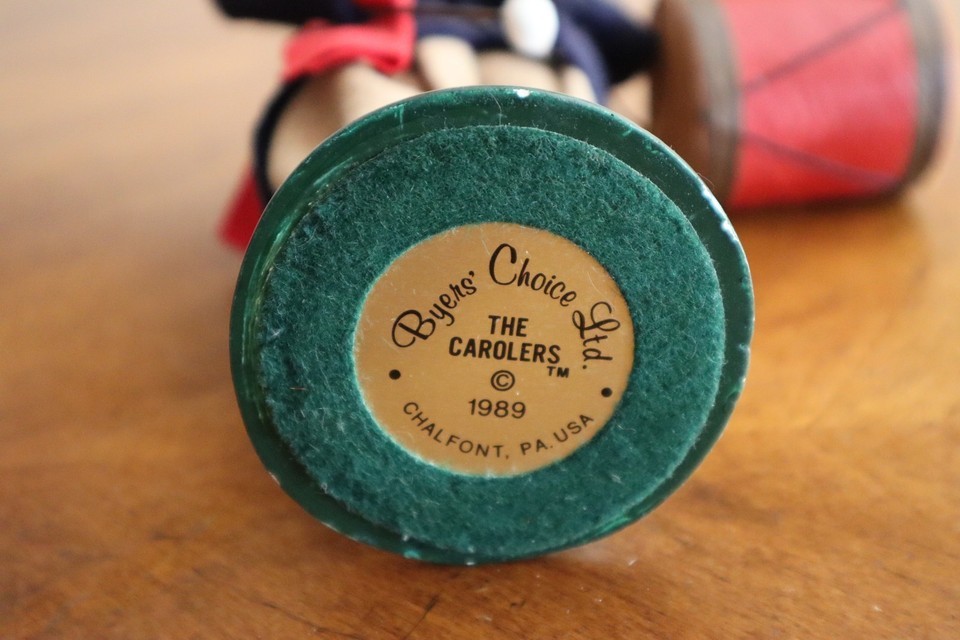 Byers' Choice Ltd.
THE
CAROLERS™
©
1989
CHALFONT, PA. USA